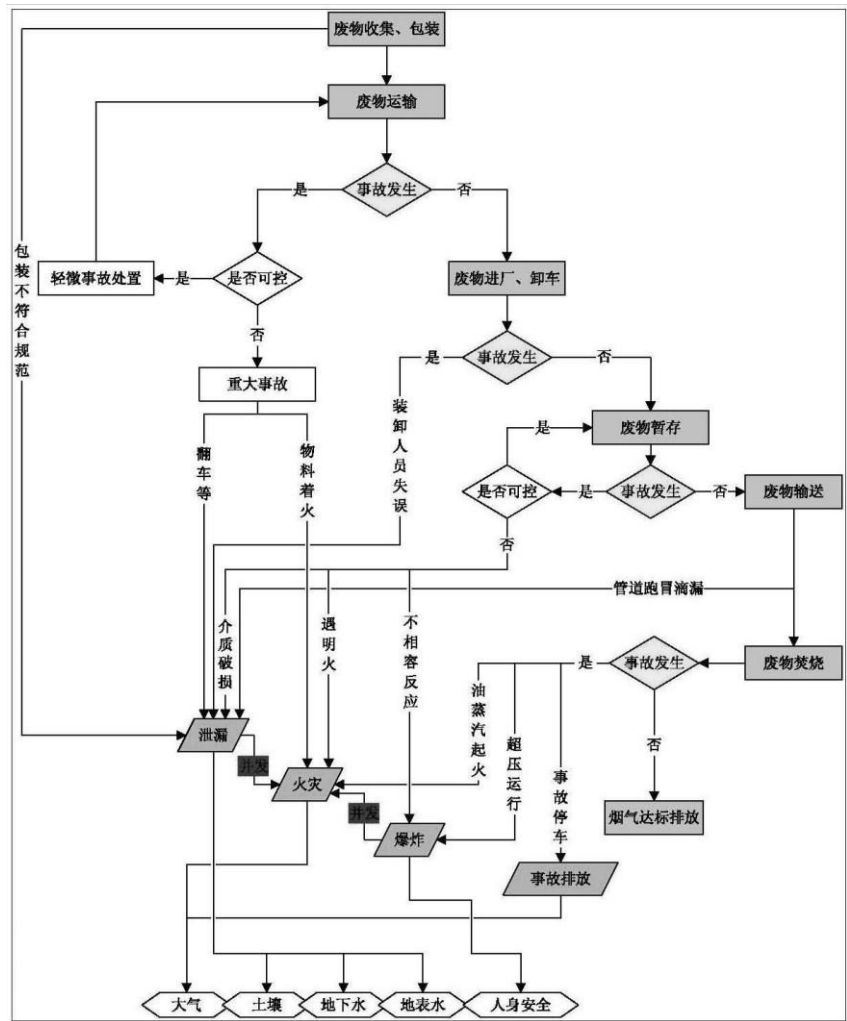 废物收集、包装
废物运输
是
事故发生
否
包装不符合规范
轻微事故处置
是
是否可控
废物进厂、卸车
否
是
事故发生
否
重大事故
装卸人员失误
翻车等
物料着火
是
废物暂存
是否可控
是
事故发生
否
废物输送
否
管道跑冒滴漏
介质破损
遇明火
不相容反应
是
事故发生
废物焚烧
油蒸汽起火
超压运行
事故停车
否
泄漏
并发
火灾
并发
爆炸
烟气达标排放
事故排放
大气
土壤
地下水
地表水
人身安全